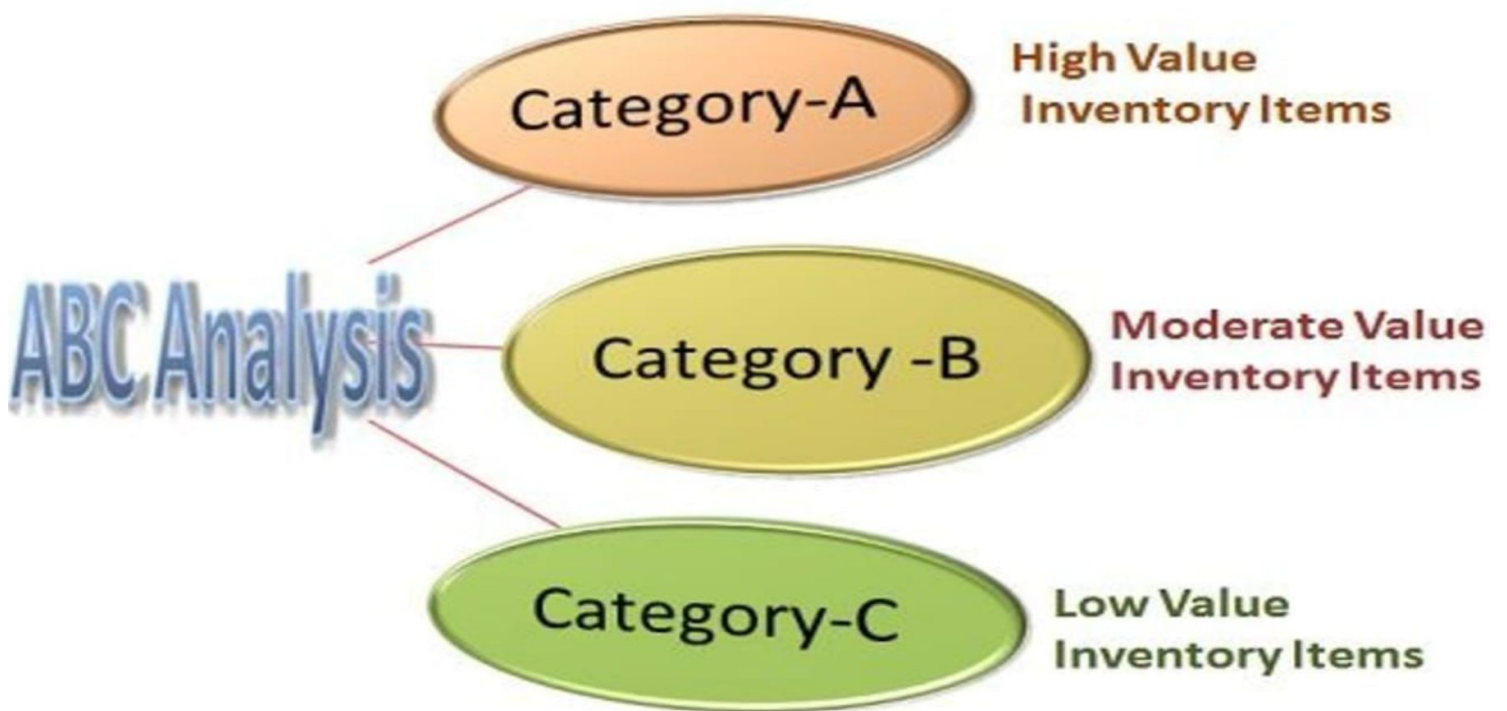 Category-A
High Value
Inventory Items
ABC Analysis
Category -B
Moderate Value
Inventory Items
Category-C
Low Value
Inventory Items